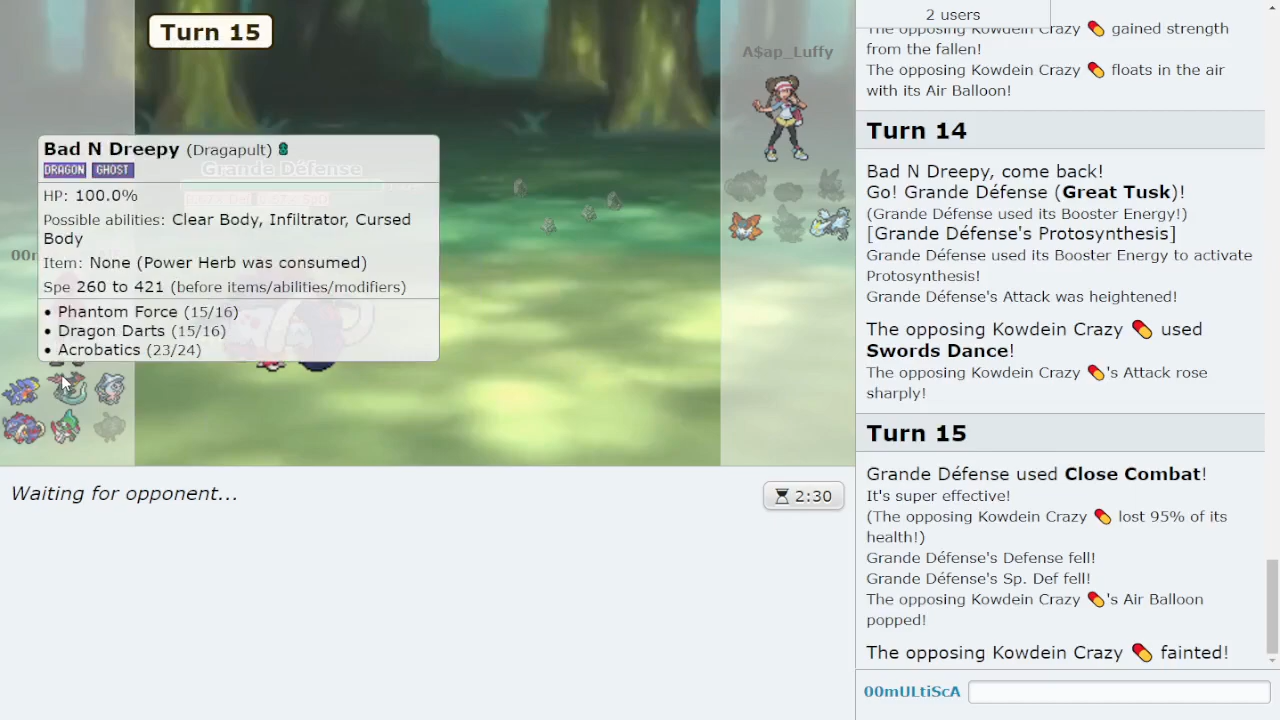 Turn 15
A$ap_Luffy
Bad N Dreepy (Dragapult)
DRAGON GHOST
Grande Défense
HP: 100.0%
Possible abilities: Clear Body, Infiltrator, Cursed
Body
Item: None (Power Herb was consumed)
Spe 260 to 421 (before items/abilities/modifiers)
• Phantom Force (15/16)
• Dragon Darts (15/16)
• Acrobatics (23/24)
00m
Waiting for opponent...
2:30
2 users
The opposing Kowdein Crazy 💊 gained strength
from the fallen!
The opposing Kowdein Crazy 💊 floats in the air
with its Air Balloon!
Turn 14
Bad N Dreepy, come back!
Go! Grande Défense (Great Tusk)!
(Grande Défense used its Booster Energy!)
[Grande Défense's Protosynthesis]
Grande Défense used its Booster Energy to activate
Protosynthesis!
Grande Défense's Attack was heightened!
The opposing Kowdein Crazy 💊 used
Swords Dance!
The opposing Kowdein Crazy 💊's Attack rose
sharply!
Turn 15
Grande Défense used Close Combat!
It's super effective!
(The opposing Kowdein Crazy 💊 lost 95% of its
health!)
Grande Défense's Defense fell!
Grande Défense's Sp. Def fell!
The opposing Kowdein Crazy 💊's Air Balloon
popped!
The opposing Kowdein Crazy 💊 fainted!
00mULtiScA